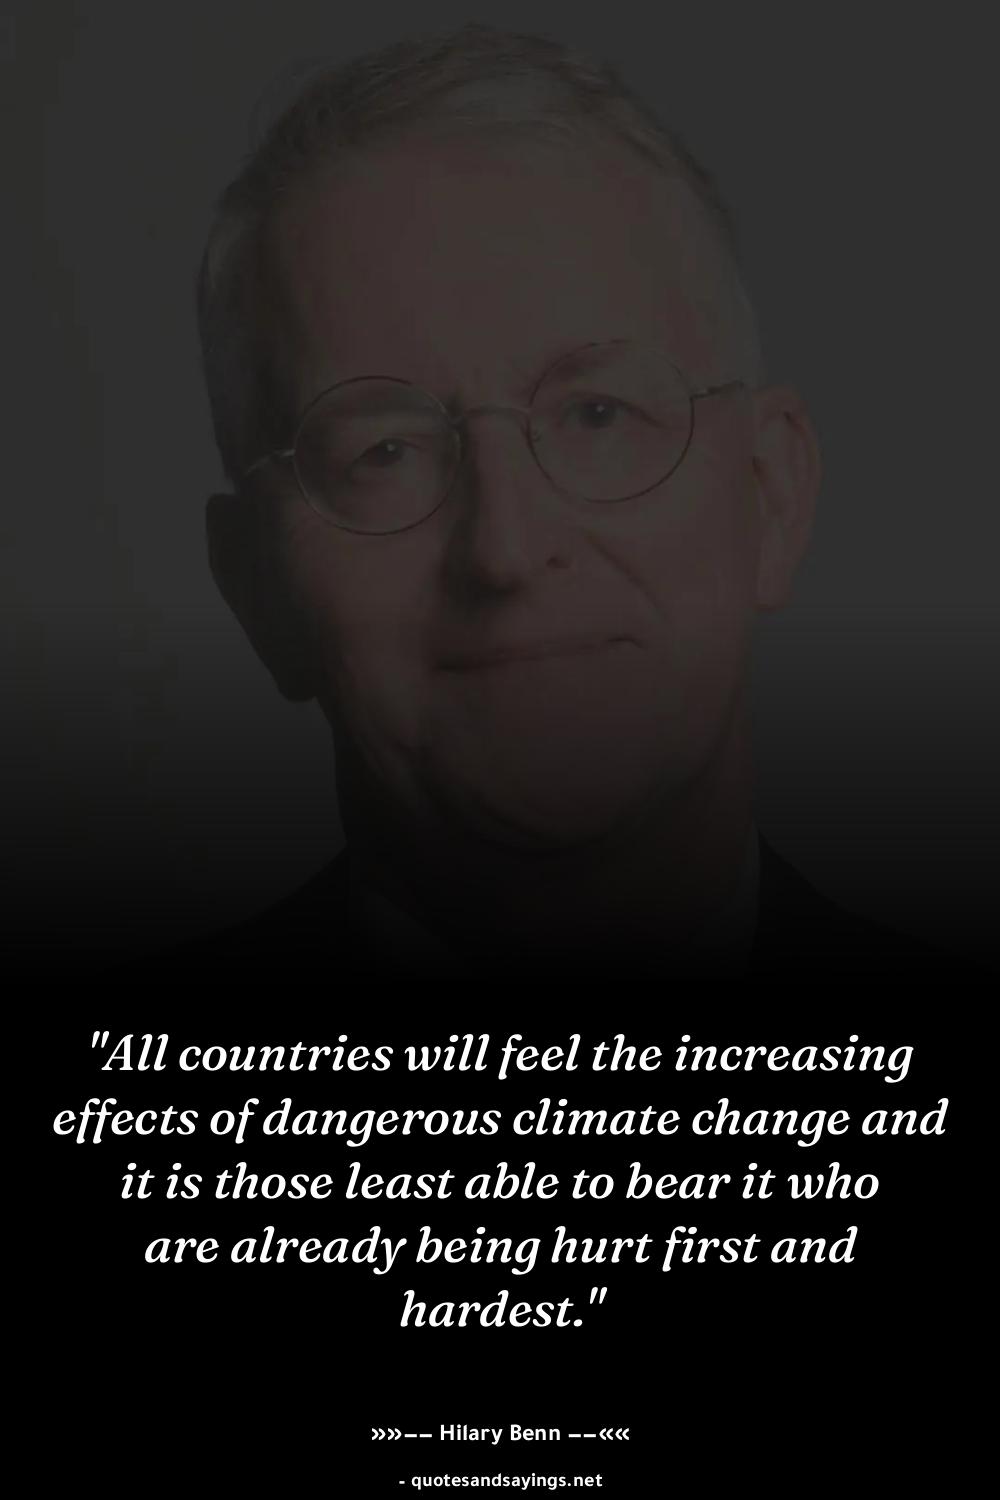 "All countries will feel the increasing
effects of dangerous climate change and
it is those least able to bear it who
are already being hurt first and
hardest."
»»–– Hilary Benn ––««
- quotesandsayings.net